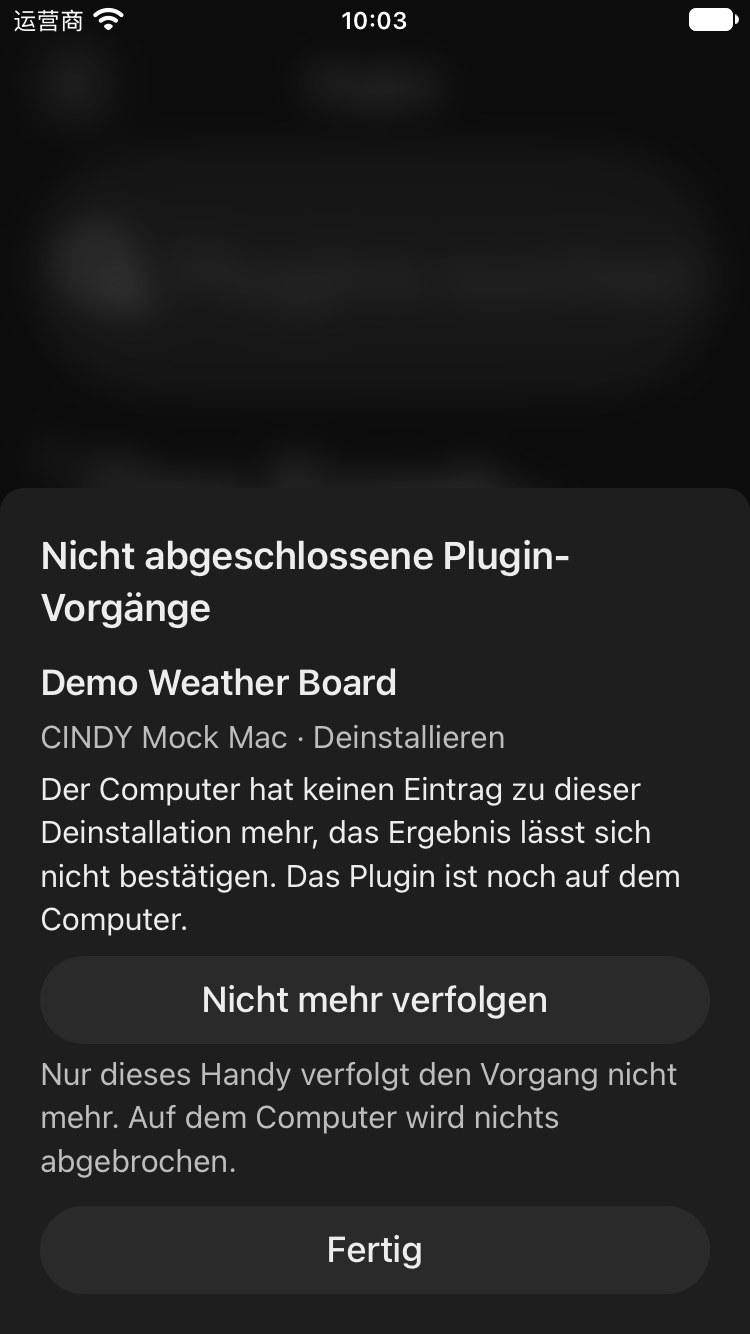 运营商
10:03
Nicht abgeschlossene Plugin-
Vorgänge
Demo Weather Board
CINDY Mock Mac · Deinstallieren
Der Computer hat keinen Eintrag zu dieser
Deinstallation mehr, das Ergebnis lässt sich
nicht bestätigen. Das Plugin ist noch auf dem
Computer.
Nicht mehr verfolgen
Nur dieses Handy verfolgt den Vorgang nicht
mehr. Auf dem Computer wird nichts
abgebrochen.
Fertig